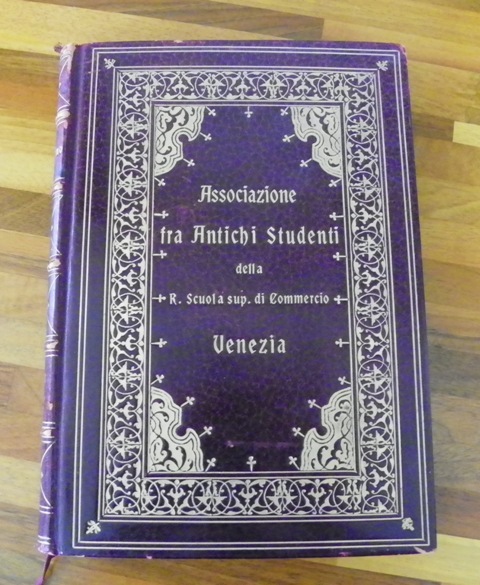 Associazione
fra Antichi Studenti
della
R. Scuola sup. di Commercio
Venezia